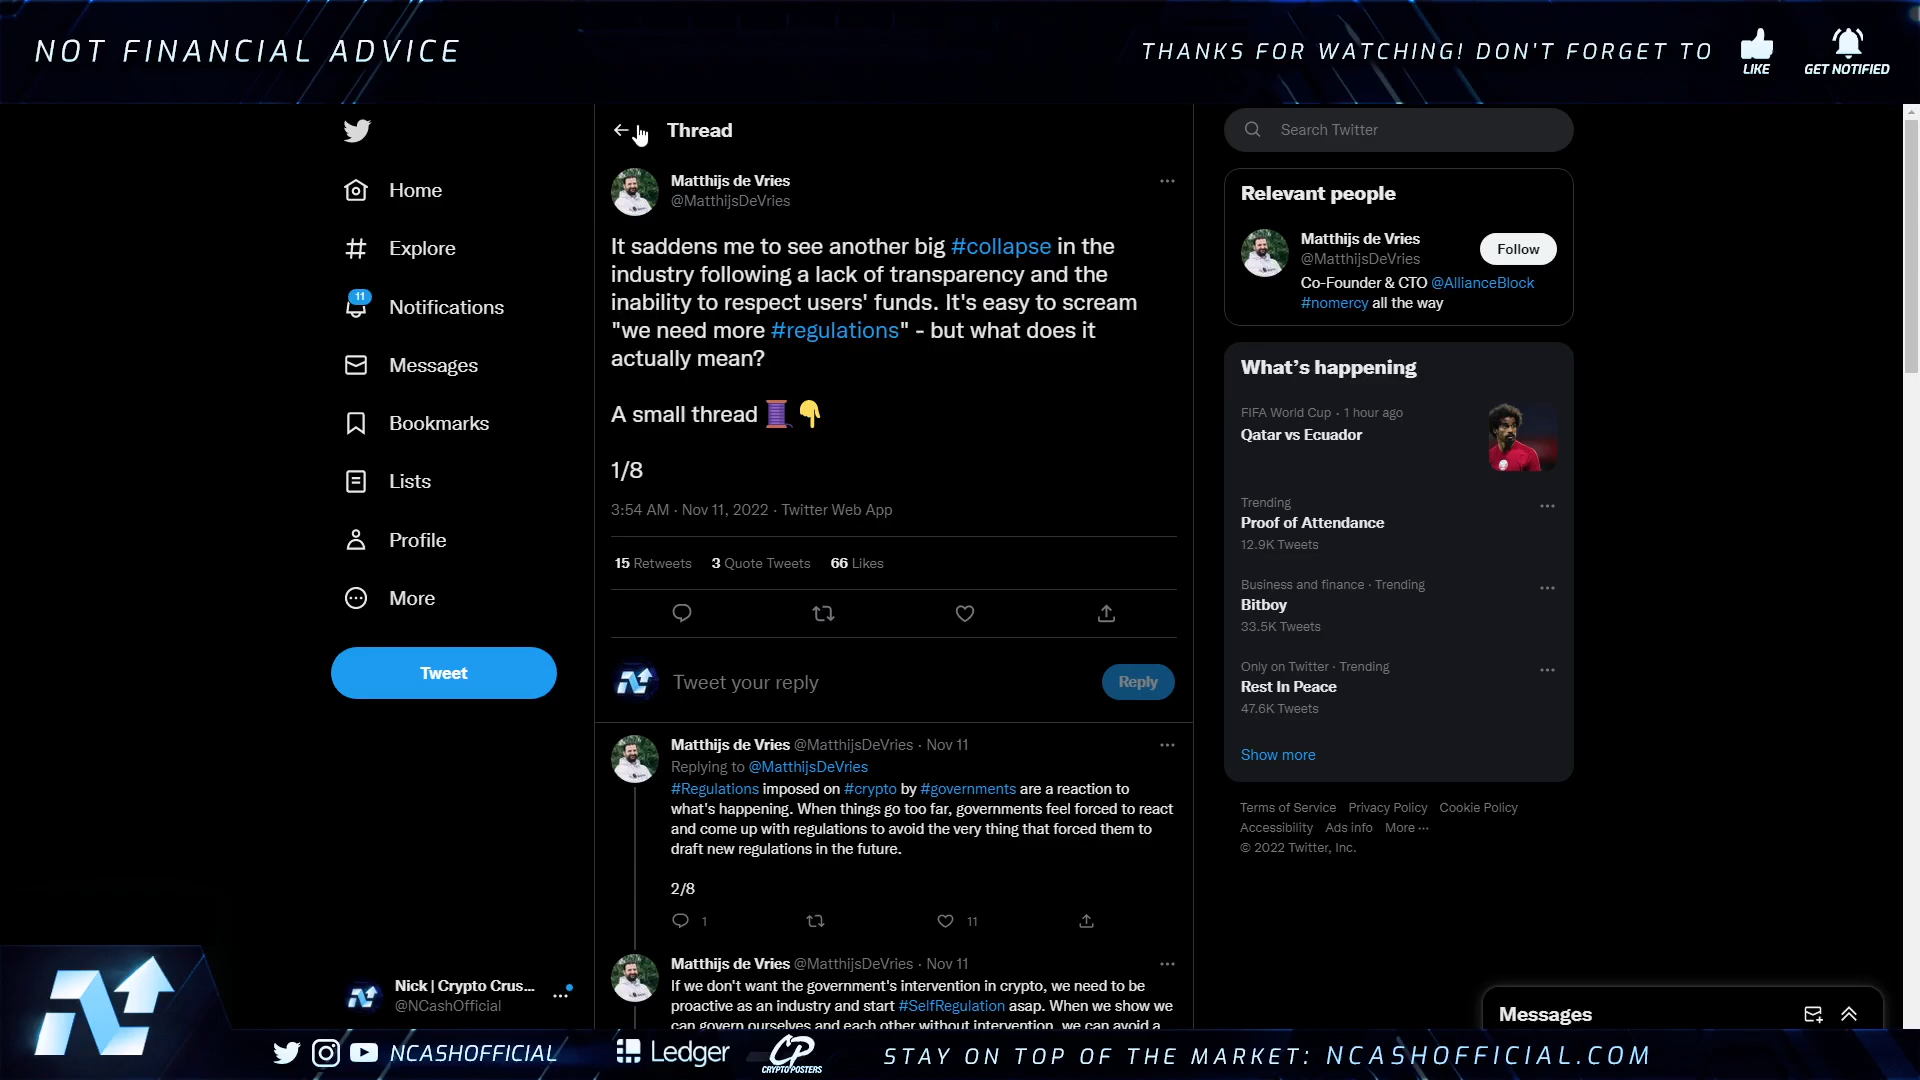 NOT FINANCIAL ADVICE
THANKS FOR WATCHING! DON'T FORGET TO
LIKE
GET NOTIFIED
Home
Explore
11
Notifications
Messages
Bookmarks
Lists
Profile
More
Tweet
Nick | Crypto Crus...
@NCashOfficial
Thread
Matthijs de Vries
@MatthijsDeVries
It saddens me to see another big #collapse in the
industry following a lack of transparency and the
inability to respect users' funds. It's easy to scream
"we need more #regulations" - but what does it
actually mean?
A small thread 🧵👇
1/8
3:54 AM · Nov 11, 2022 · Twitter Web App
15 Retweets 3 Quote Tweets 66 Likes
Tweet your reply
Reply
Matthijs de Vries @MatthijsDeVries · Nov 11
Replying to @MatthijsDeVries
#Regulations imposed on #crypto by #governments are a reaction to
what's happening. When things go too far, governments feel forced to react
and come up with regulations to avoid the very thing that forced them to
draft new regulations in the future.
2/8
1
11
Matthijs de Vries @MatthijsDeVries · Nov 11
If we don't want the government's intervention in crypto, we need to be
proactive as an industry and start #SelfRegulation asap. When we show we
can govern ourselves and each other without intervention, we can avoid a
Search Twitter
Relevant people
Matthijs de Vries
@MatthijsDeVries
Follow
Co-Founder & CTO @AllianceBlock
#nomercy all the way
What's happening
FIFA World Cup · 1 hour ago
Qatar vs Ecuador
Trending
Proof of Attendance
12.9K Tweets
Business and finance · Trending
Bitboy
33.5K Tweets
Only on Twitter · Trending
Rest In Peace
47.6K Tweets
Show more
Terms of Service Privacy Policy Cookie Policy
Accessibility Ads info More ···
© 2022 Twitter, Inc.
Messages
NCASHOFFICIAL
Ledger
CP
CRYPTOPOSTERS
STAY ON TOP OF THE MARKET: NCASHOFFICIAL.COM